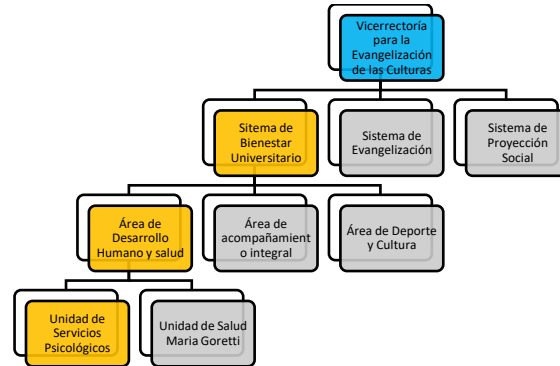 Vicerrectoría
para la
Evangelización
de las Culturas
Sitema de
Bienestar
Universitario
Sistema de
Evangelización
Sistema de
Proyección
Social
Área de
Desarrollo
Humano y salud
Área de
acompañamient
o integral
Área de Deporte
y Cultura
Unidad de
Servicios
Psicológicos
Unidad de Salud
Maria Goretti